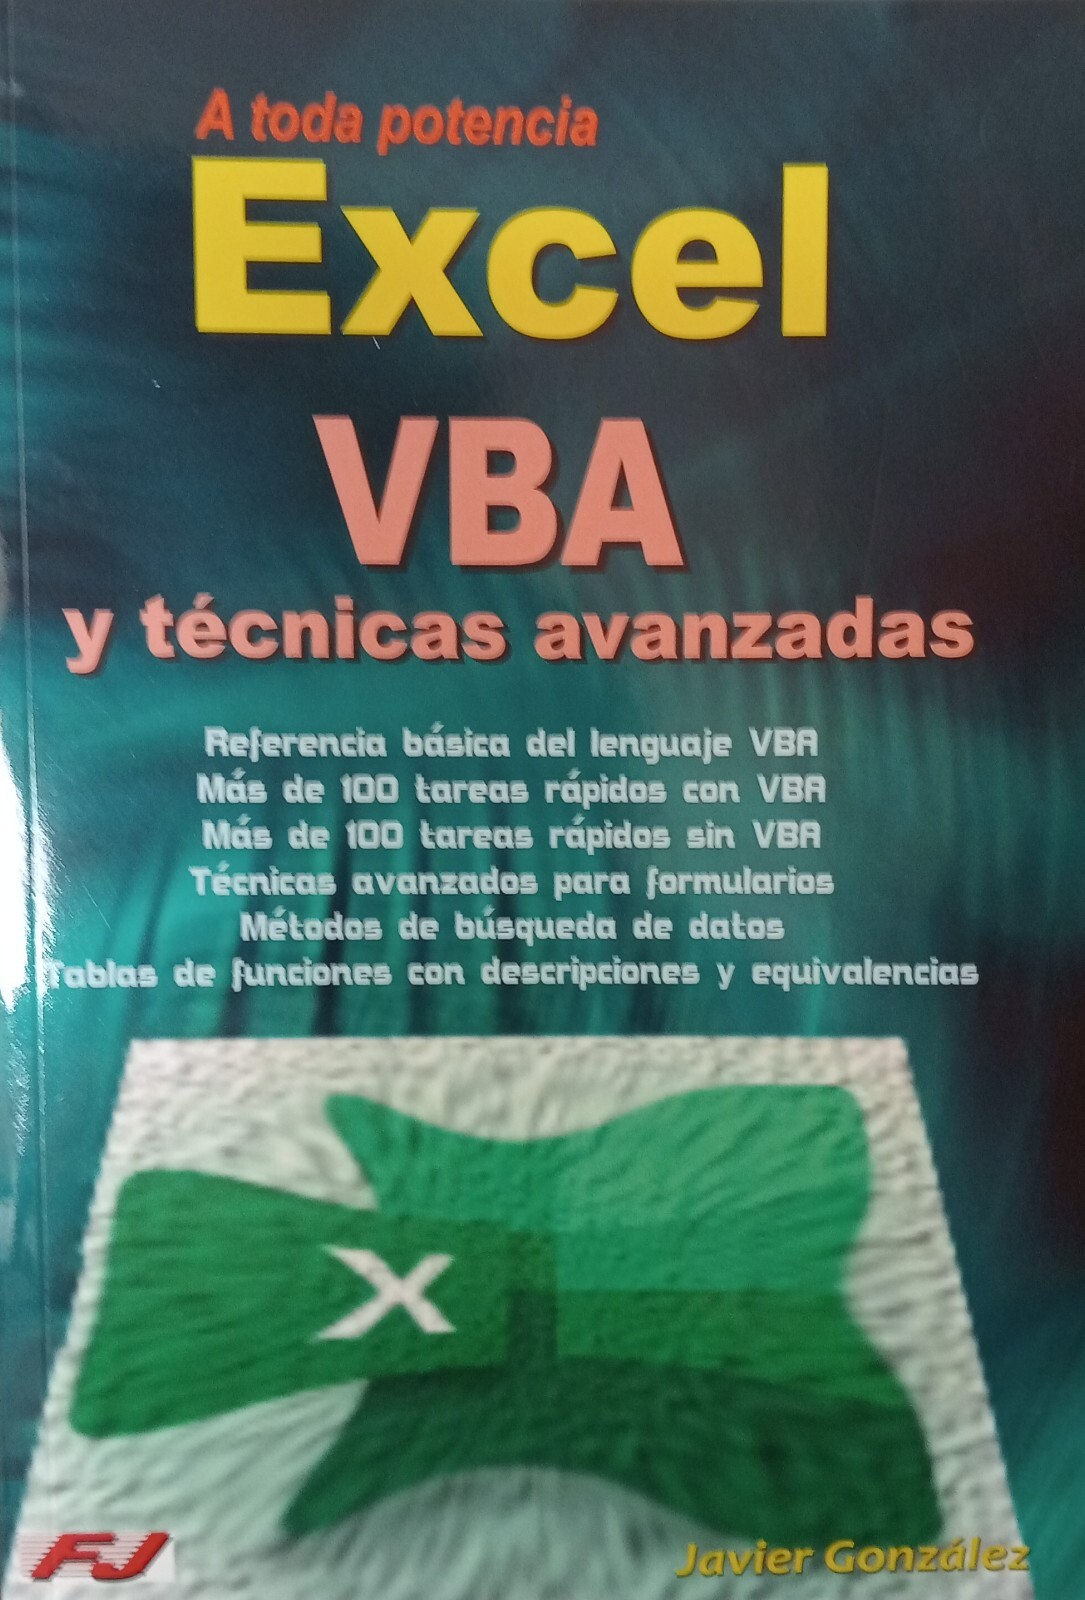 A toda potencia
Excel
VBA
y técnicas avanzadas
Referencia básica del lenguaje VBA
Más de 100 tareas rápidos con VBA
Más de 100 tareas rápidos sin VBA
Técnicas avanzados para formularios
Métodos de búsqueda de datos
Tablas de funciones con descripciones y equivalencias
X
FJ
Javier González